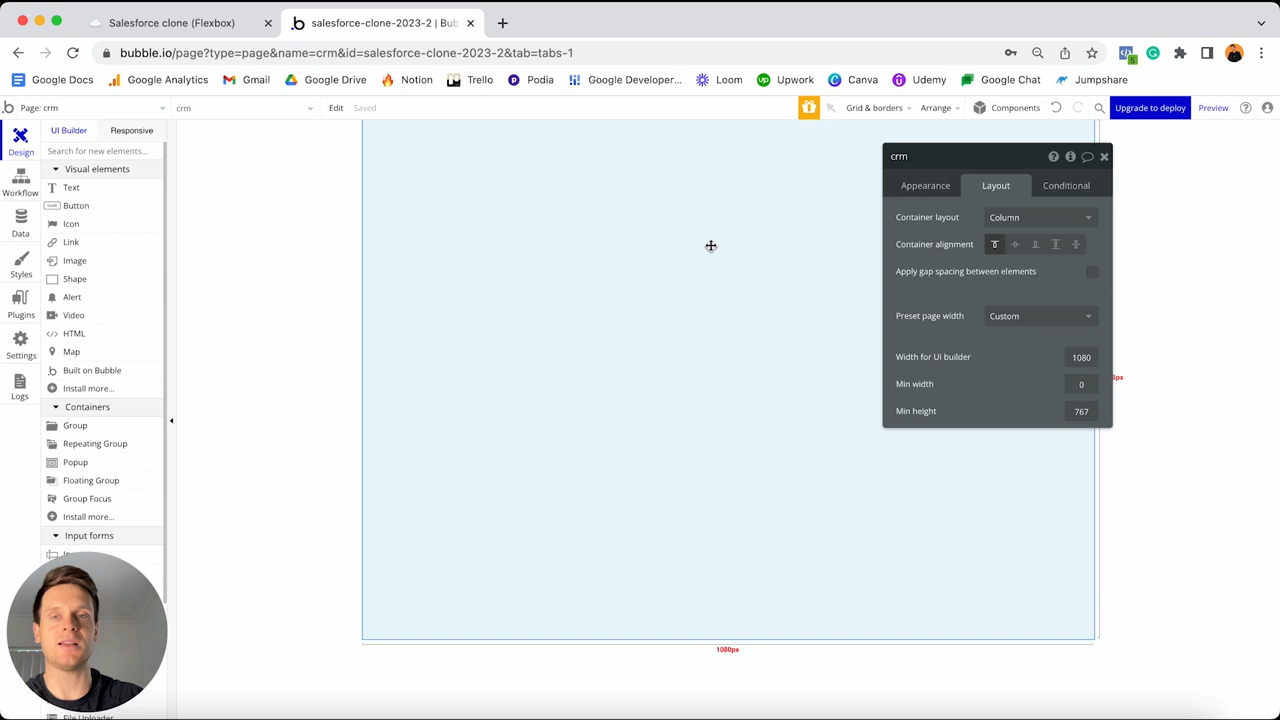 Salesforce clone (Flexbox)
salesforce-clone-2023-2 | Bub
bubble.io/page?type=page&name=crm&id=salesforce-clone-2023-2&tab=tabs-1
6
Google Docs
Google Analytics
Gmail
Google Drive
Notion
Trello
Podia
Google Developer...
Loom
Upwork
Canva
Udemy
Google Chat
Jumpshare
Page: crm
crm
Edit
Saved
Grid & borders
Arrange
Components
Upgrade to deploy
Preview
Design
Workflow
Data
Styles
Plugins
Settings
Logs
UI Builder
Responsive
Search for new elements...
Visual elements
Text
CLICK
Button
Icon
Link
Image
Shape
Alert
Video
HTML
Map
Built on Bubble
Install more...
Containers
Group
Repeating Group
Popup
Floating Group
Group Focus
Install more...
Input forms
File Uploader
crm
Appearance
Layout
Conditional
Container layout
Column
Container alignment
Apply gap spacing between elements
Preset page width
Custom
Width for UI builder
1080
Min width
0
Min height
767
1080px